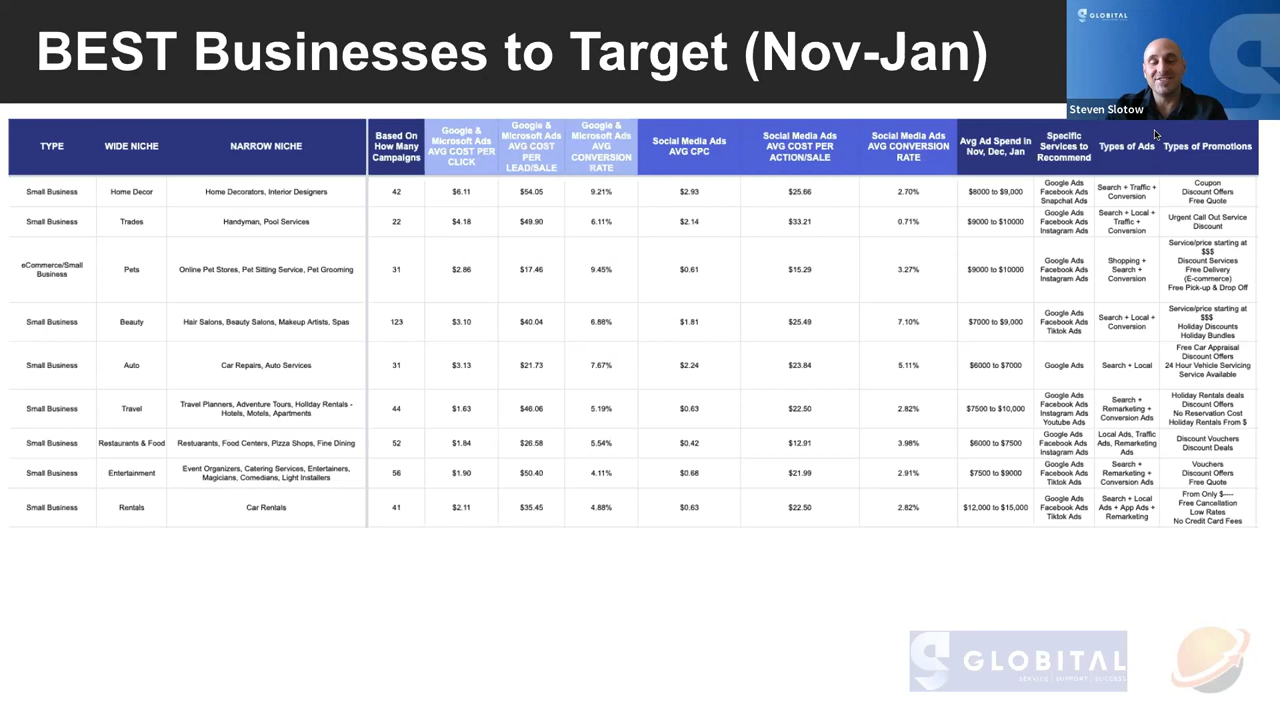 BEST Businesses to Target (Nov-Jan)
GLOBITAL
Steven Slotow
TYPE
WIDE NICHE
NARROW NICHE
Based On
How Many
Campaigns
Google &
Microsoft Ads
AVG COST PER
CLICK
Google &
Microsoft Ads
AVG COST
PER
LEAD/SALE
Google &
Microsoft Ads
AVG
CONVERSION
RATE
Social Media Ads
AVG CPC
Social Media Ads
AVG COST PER
ACTION/SALE
Social Media Ads
AVG CONVERSION
RATE
Avg Ad Spend in
Nov, Dec, Jan
Specific
Services to
Recommend
Types of Ads
Types of Promotions
Small Business
Home Decor
Home Decorators, Interior Designers
42
$6.11
$54.05
9.21%
$2.93
$25.66
2.70%
$8000 to $9,000
Google Ads
Facebook Ads
Snapchat Ads
Search + Traffic +
Conversion
Coupon
Discount Offers
Free Quote
Small Business
Trades
Handyman, Pool Services
22
$4.18
$49.90
6.11%
$2.14
$33.21
0.71%
$9000 to $10000
Google Ads
Facebook Ads
Instagram Ads
Search + Local +
Traffic +
Conversion
Urgent Call Out Service
Discount
eCommerce/Small
Business
Pets
Online Pet Stores, Pet Sitting Service, Pet Grooming
31
$2.86
$17.46
9.45%
$0.61
$15.29
3.27%
$9000 to $10000
Google Ads
Facebook Ads
Instagram Ads
Shopping +
Search +
Conversion
Service/price starting at
$$$
Discount Services
Free Delivery
(E-commerce)
Free Pick-up & Drop Off
Small Business
Beauty
Hair Salons, Beauty Salons, Makeup Artists, Spas
123
$3.10
$40.04
6.88%
$1.81
$25.49
7.10%
$7000 to $9,000
Google Ads
Facebook Ads
Tiktok Ads
Search + Local +
Conversion
Service/price starting at
$$$
Holiday Discounts
Holiday Bundles
Small Business
Auto
Car Repairs, Auto Services
31
$3.13
$21.73
7.67%
$2.24
$23.84
5.11%
$6000 to $7000
Google Ads
Search + Local
Free Car Appraisal
Discount Offers
24 Hour Vehicle Servicing
Service Available
Small Business
Travel
Travel Planners, Adventure Tours, Holiday Rentals -
Hotels, Motels, Apartments
44
$1.63
$46.06
5.19%
$0.63
$22.50
2.82%
$7500 to $10,000
Google Ads
Facebook Ads
Instagram Ads
Youtube Ads
Search +
Remarketing +
Conversion Ads
Holiday Rentals deals
Discount Offers
No Reservation Cost
Holiday Rentals From $
Small Business
Restaurants & Food
Restuarants, Food Centers, Pizza Shops, Fine Dining
52
$1.84
$26.58
5.54%
$0.42
$12.91
3.98%
$6000 to $7500
Google Ads
Facebook Ads
Instagram Ads
Local Ads, Traffic
Ads, Remarketing
Ads
Discount Vouchers
Discount Deals
Small Business
Entertainment
Event Organizers, Catering Services, Entertainers,
Magicians, Comedians, Light Installers
56
$1.90
$50.40
4.11%
$0.68
$21.99
2.91%
$7500 to $9000
Google Ads
Facebook Ads
Tiktok Ads
Search +
Remarketing +
Conversion Ads
Vouchers
Discount Offers
Free Quote
Small Business
Rentals
Car Rentals
41
$2.11
$35.45
4.88%
$0.63
$22.50
2.82%
$12,000 to $15,000
Google Ads
Facebook Ads
Tiktok Ads
Search + Local
Ads + App Ads +
Remarketing
From Only $----
Free Cancellation
Low Rates
No Credit Card Fees
GLOBITAL
SERVICE | SUPPORT | SUCCESS